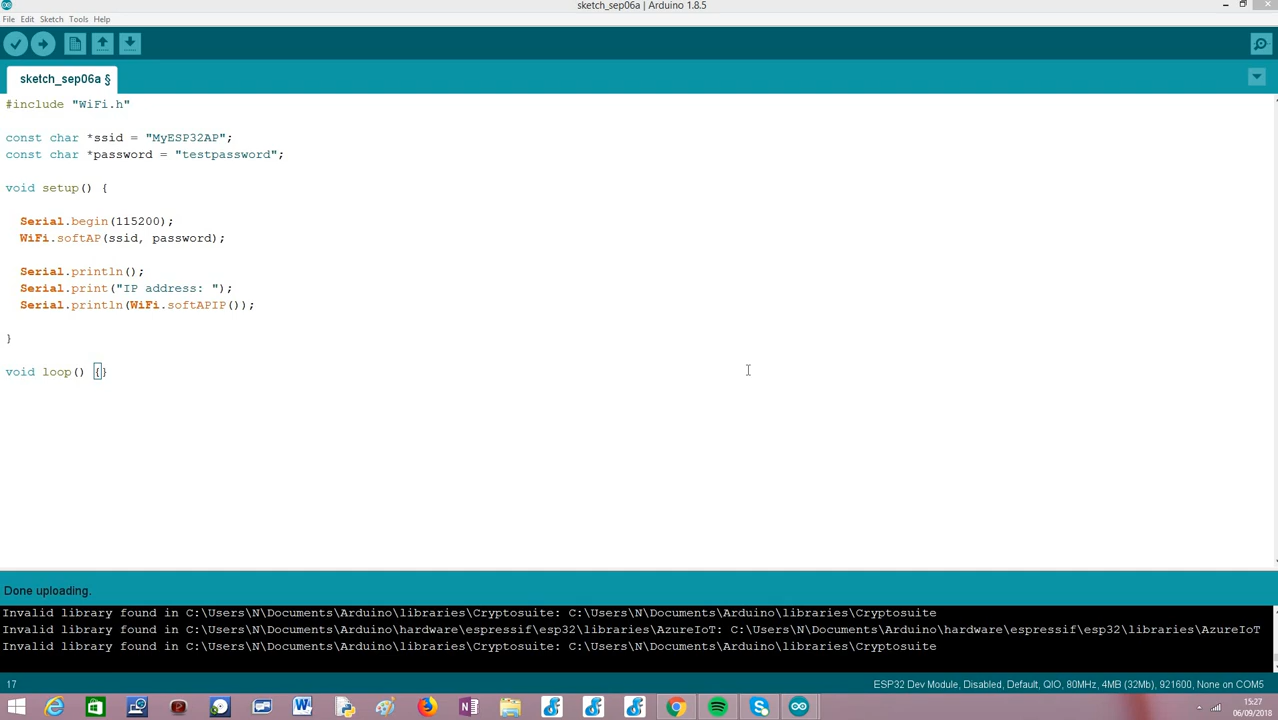 sketch_sep06a | Arduino 1.8.5
File Edit Sketch Tools Help
sketch_sep06a §
#include "WiFi.h"
const char *ssid = "MyESP32AP";
const char *password = "testpassword";
void setup() {
Serial.begin(115200);
WiFi.softAP(ssid, password);
Serial.println();
Serial.print("IP address: ");
Serial.println(WiFi.softAPIP());
}
void loop() {}
Done uploading.
Invalid library found in C:\Users\N\Documents\Arduino\libraries\Cryptosuite: C:\Users\N\Documents\Arduino\libraries\Cryptosuite
Invalid library found in C:\Users\N\Documents\Arduino\hardware\espressif\esp32\libraries\AzureIoT: C:\Users\N\Documents\Arduino\hardware\espressif\esp32\libraries\AzureIoT
Invalid library found in C:\Users\N\Documents\Arduino\libraries\Cryptosuite: C:\Users\N\Documents\Arduino\libraries\Cryptosuite
17 ESP32 Dev Module, Disabled, Default, QIO, 80MHz, 4MB (32Mb), 921600, None on COM5
15:27
06/09/2018